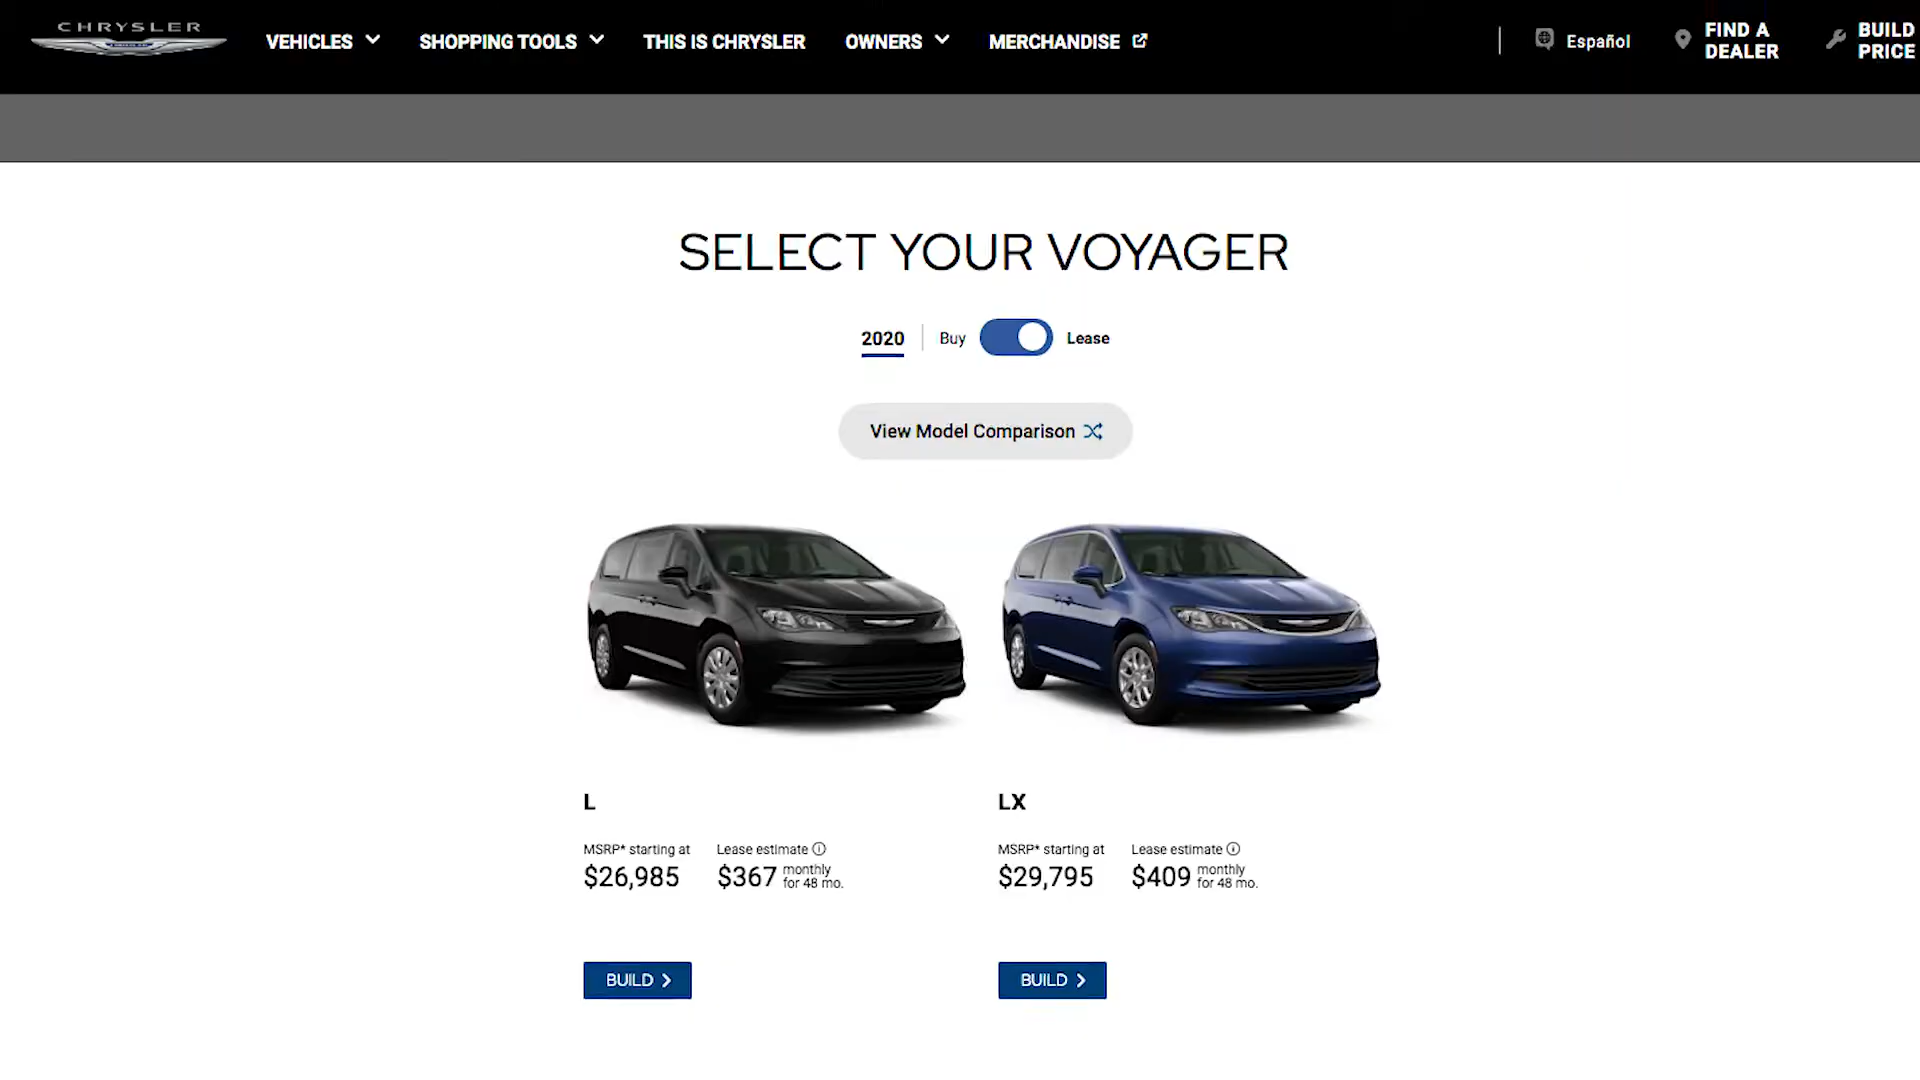 CHRYSLER
VEHICLES
SHOPPING TOOLS
THIS IS CHRYSLER
OWNERS
MERCHANDISE
Español
FIND A
DEALER
BUILD
PRICE
SELECT YOUR VOYAGER
2020
Buy
Lease
View Model Comparison
L
MSRP* starting at
$26,985
Lease estimate
$367 monthly
for 48 mo.
BUILD
LX
MSRP* starting at
$29,795
Lease estimate
$409 monthly
for 48 mo.
BUILD